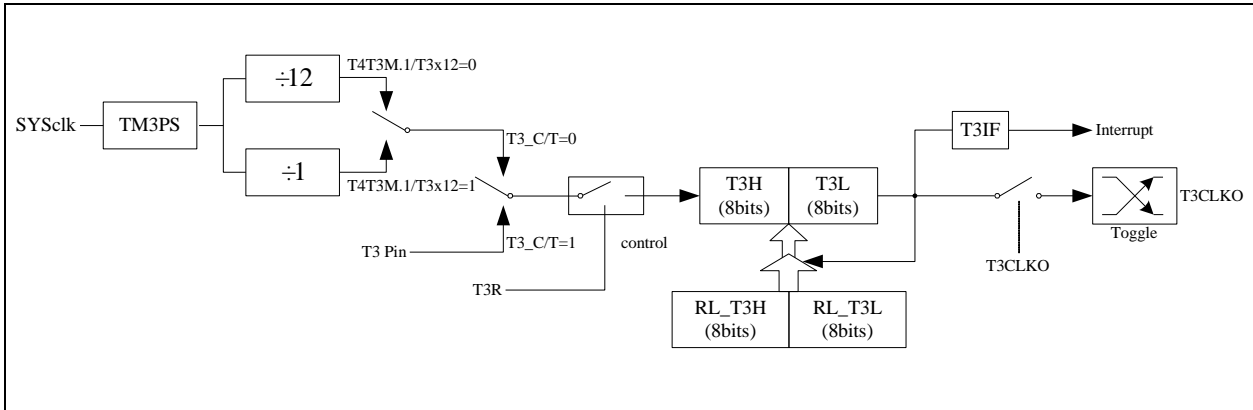 ÷12
T4T3M.1/T3x12=0
SYSclk
TM3PS
T3_C/T=0
÷1
T4T3M.1/T3x12=1
T3IF
Interrupt
T3H
(8bits)
T3L
(8bits)
T3CLKO
Toggle
T3 Pin
T3_C/T=1
control
T3R
T3CLKO
RL_T3H
(8bits)
RL_T3L
(8bits)